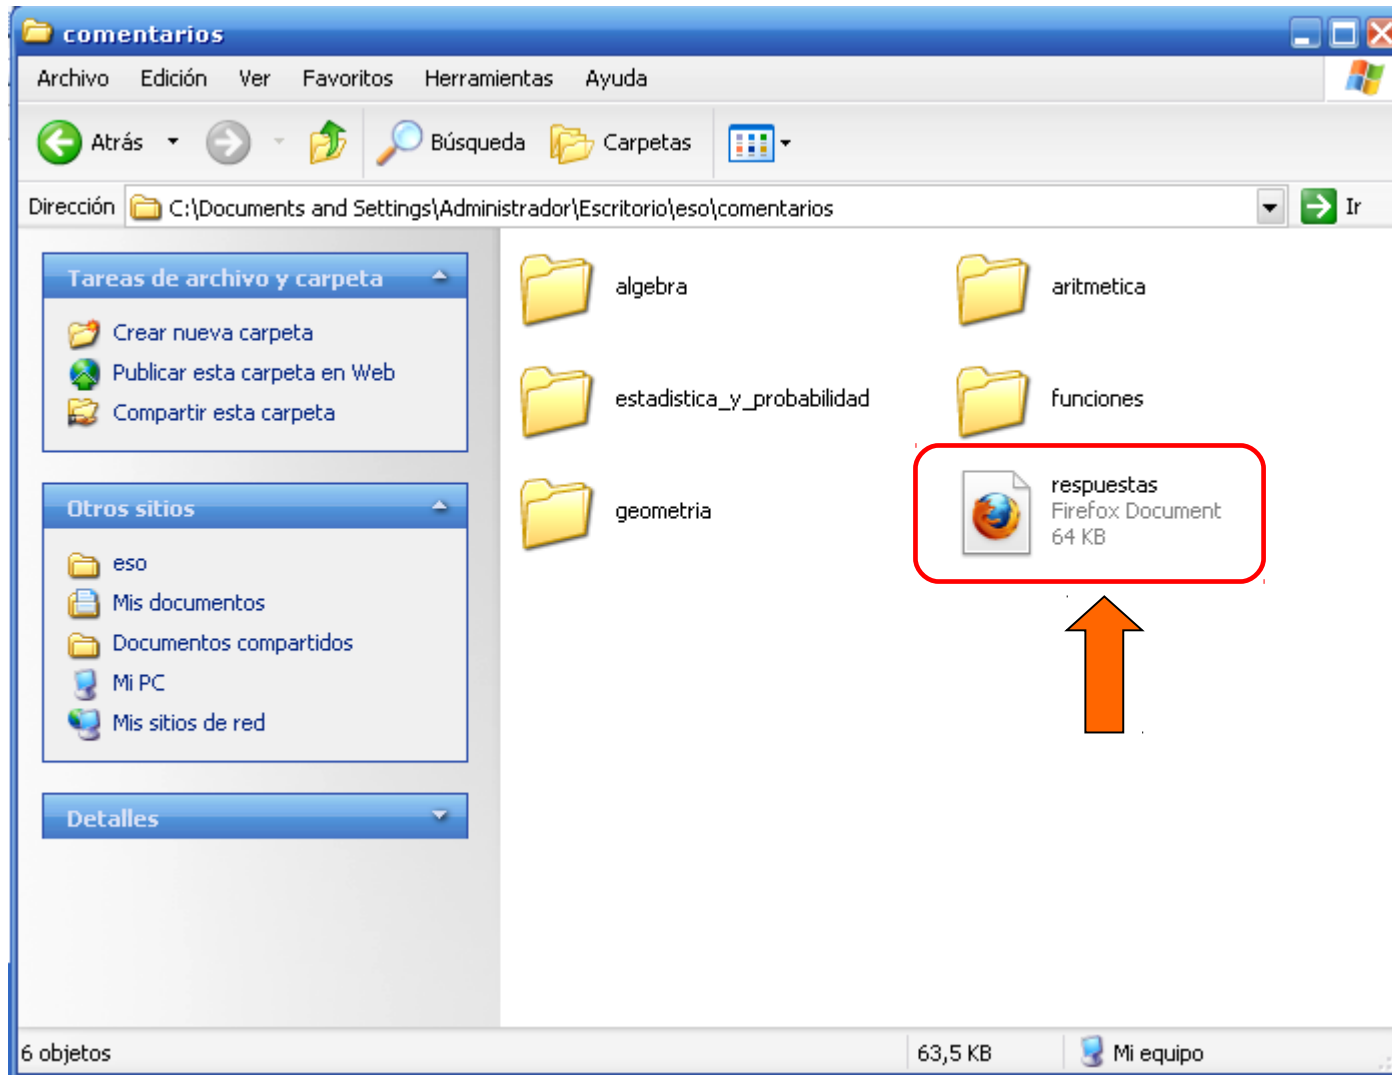 comentarios
Archivo Edición Ver Favoritos Herramientas Ayuda
Atrás Búsqueda Carpetas
Dirección C:\Documents and Settings\Administrador\Escritorio\eso\comentarios Ir
Tareas de archivo y carpeta
Crear nueva carpeta
Publicar esta carpeta en Web
Compartir esta carpeta
Otros sitios
eso
Mis documentos
Documentos compartidos
Mi PC
Mis sitios de red
Detalles
algebra
aritmetica
estadistica_y_probabilidad
funciones
geometria
respuestas
Firefox Document
64 KB
6 objetos 63,5 KB Mi equipo